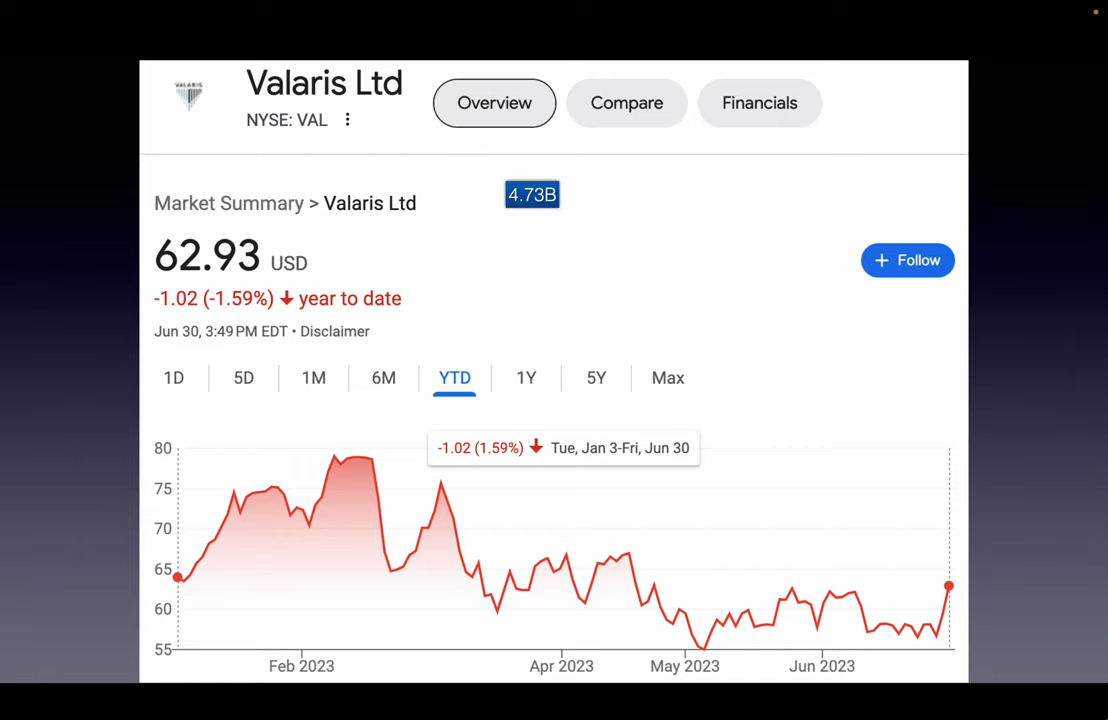 VALARIS
Valaris Ltd
NYSE: VAL
Overview
Compare
Financials
Market Summary > Valaris Ltd
4.73B
62.93 USD
-1.02 (-1.59%) ↓ year to date
+ Follow
Jun 30, 3:49 PM EDT • Disclaimer
1D 5D 1M 6M YTD 1Y 5Y Max
-1.02 (1.59%) ↓ Tue, Jan 3-Fri, Jun 30
80
75
70
65
60
55
Feb 2023 Apr 2023 May 2023 Jun 2023